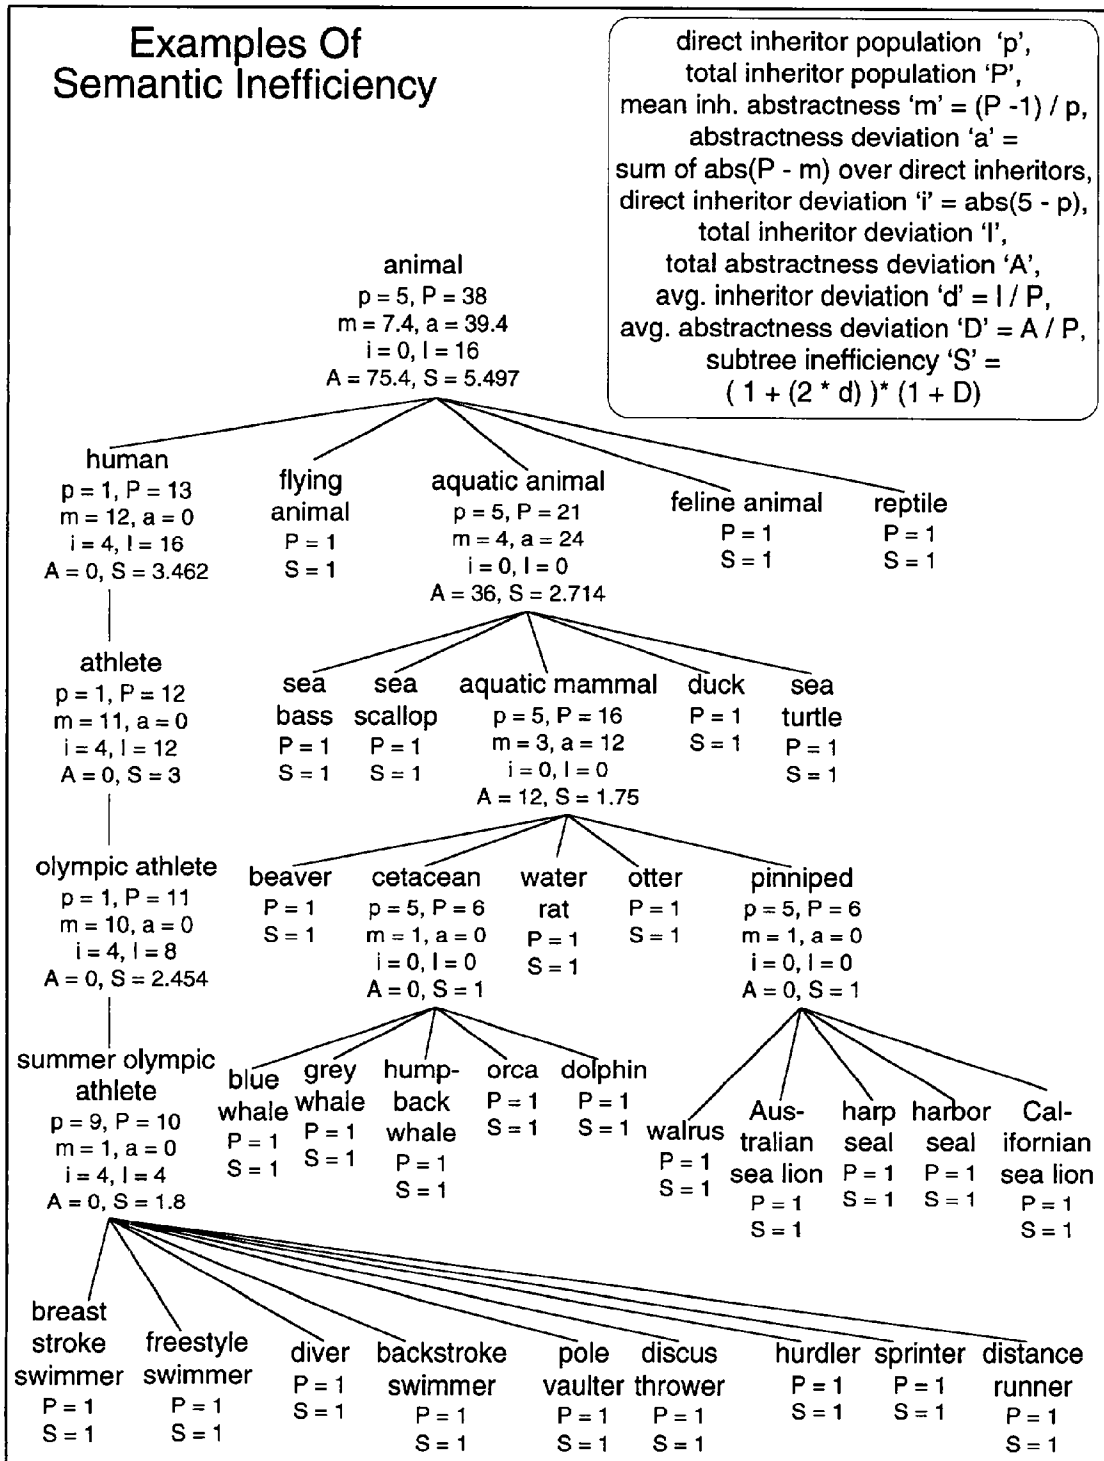 Examples Of
Semantic Inefficiency
direct inheritor population 'p',
total inheritor population 'P',
mean inh. abstractness 'm' = (P -1) / p,
abstractness deviation 'a' =
sum of abs(P - m) over direct inheritors,
direct inheritor deviation 'i' = abs(5 - p),
total inheritor deviation 'I',
total abstractness deviation 'A',
avg. inheritor deviation 'd' = I / P,
avg. abstractness deviation 'D' = A / P,
subtree inefficiency 'S' =
( 1 + (2 * d) )* (1 + D)
animal
p = 5, P = 38
m = 7.4, a = 39.4
i = 0, I = 16
A = 75.4, S = 5.497
human
p = 1, P = 13
m = 12, a = 0
i = 4, I = 16
A = 0, S = 3.462
flying
animal
P = 1
S = 1
aquatic animal
p = 5, P = 21
m = 4, a = 24
i = 0, I = 0
A = 36, S = 2.714
feline animal
P = 1
S = 1
reptile
P = 1
S = 1
athlete
p = 1, P = 12
m = 11, a = 0
i = 4, I = 12
A = 0, S = 3
sea
bass
P = 1
S = 1
sea
scallop
P = 1
S = 1
aquatic mammal
p = 5, P = 16
m = 3, a = 12
i = 0, I = 0
A = 12, S = 1.75
duck
P = 1
S = 1
sea
turtle
P = 1
S = 1
olympic athlete
p = 1, P = 11
m = 10, a = 0
i = 4, I = 8
A = 0, S = 2.454
beaver
P = 1
S = 1
cetacean
p = 5, P = 6
m = 1, a = 0
i = 0, I = 0
A = 0, S = 1
water
rat
P = 1
S = 1
otter
P = 1
S = 1
pinniped
p = 5, P = 6
m = 1, a = 0
i = 0, I = 0
A = 0, S = 1
summer olympic
athlete
p = 9, P = 10
m = 1, a = 0
i = 4, I = 4
A = 0, S = 1.8
blue
whale
P = 1
S = 1
grey
whale
P = 1
S = 1
hump-
back
whale
P = 1
S = 1
orca
P = 1
S = 1
dolphin
P = 1
S = 1
walrus
P = 1
S = 1
Aus-
tralian
sea lion
P = 1
S = 1
harp
seal
P = 1
S = 1
harbor
seal
P = 1
S = 1
Cal-
ifornian
sea lion
P = 1
S = 1
breast
stroke
swimmer
P = 1
S = 1
freestyle
swimmer
P = 1
S = 1
diver
P = 1
S = 1
backstroke
swimmer
P = 1
S = 1
pole
vaulter
P = 1
S = 1
discus
thrower
P = 1
S = 1
hurdler
P = 1
S = 1
sprinter
P = 1
S = 1
distance
runner
P = 1
S = 1